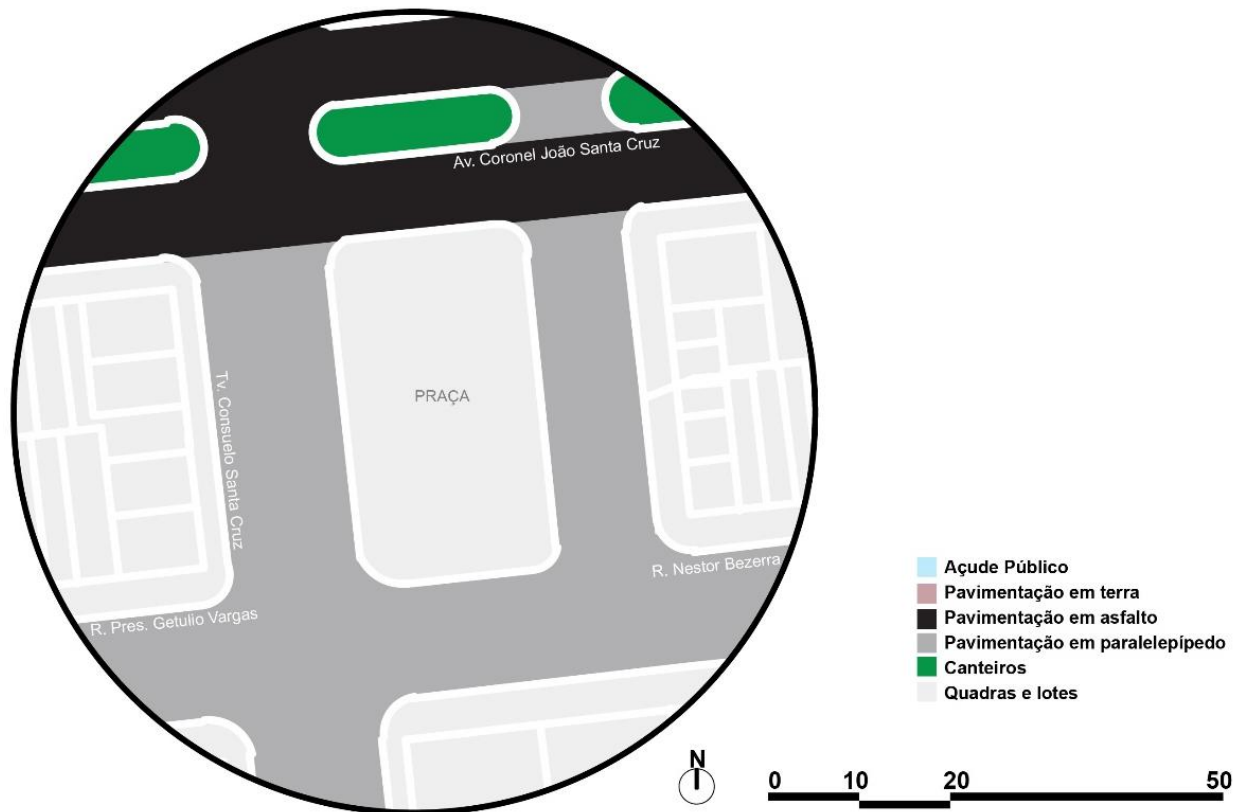 Av. Coronel João Santa Cruz
PRAÇA
Tv. Consuelo Santa Cruz
R. Nestor Bezerra
R. Pres. Getulio Vargas
Açude Público
Pavimentação em terra
Pavimentação em asfalto
Pavimentação em paralelepípedo
Canteiros
Quadras e lotes
N
0 10 20 50